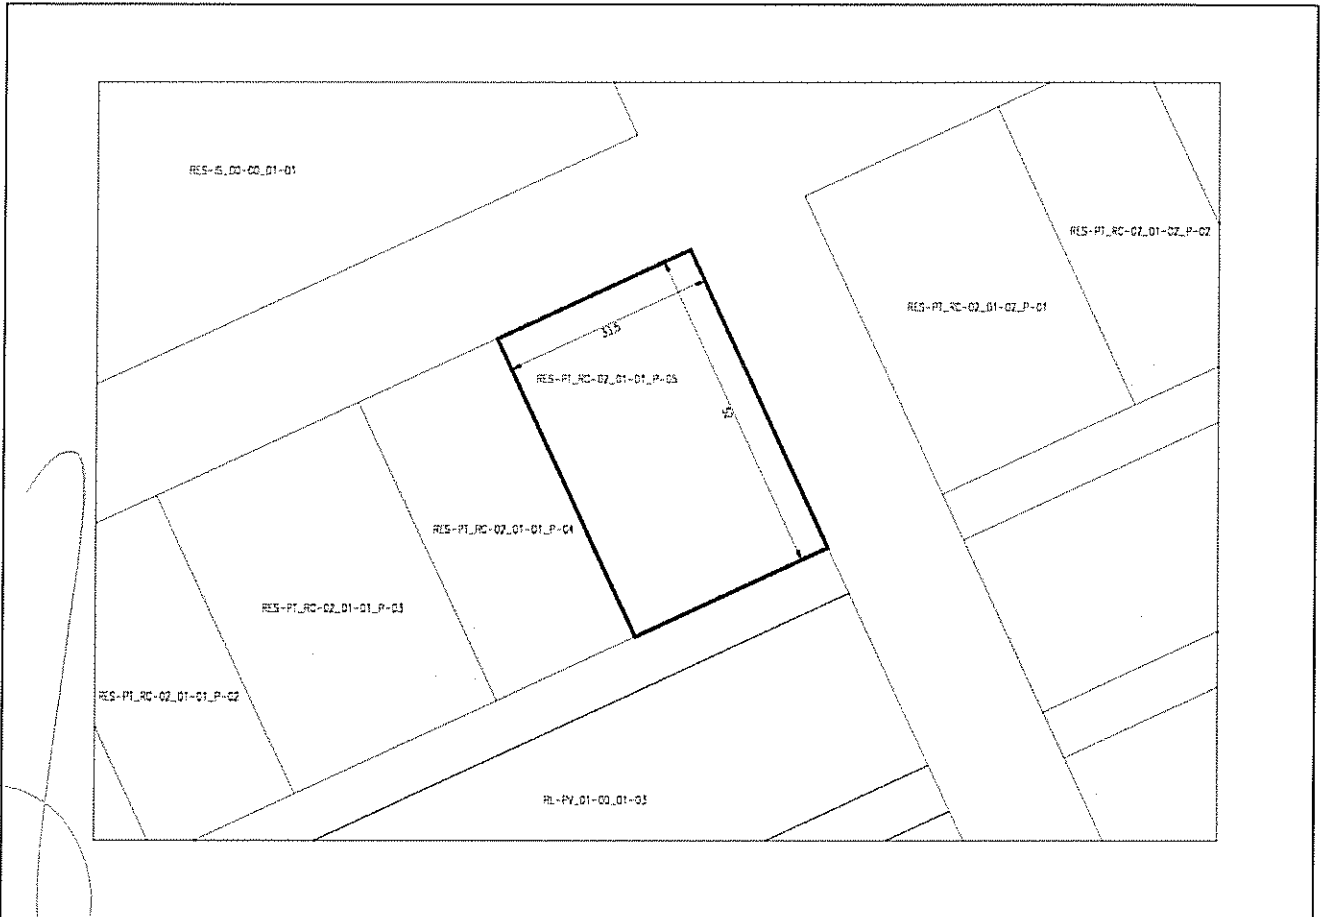 RES-IS_00-00_01-01
RES-PT_RC-02_01-02_P-02
RES-PT_RC-02_01-02_P-01
33.5
RES-PT_RC-02_01-01_P-05
52
RES-PT_RC-02_01-01_P-04
RES-PT_RC-02_01-01_P-03
RES-PT_RC-02_01-01_P-02
RL-PV_01-00_01-03